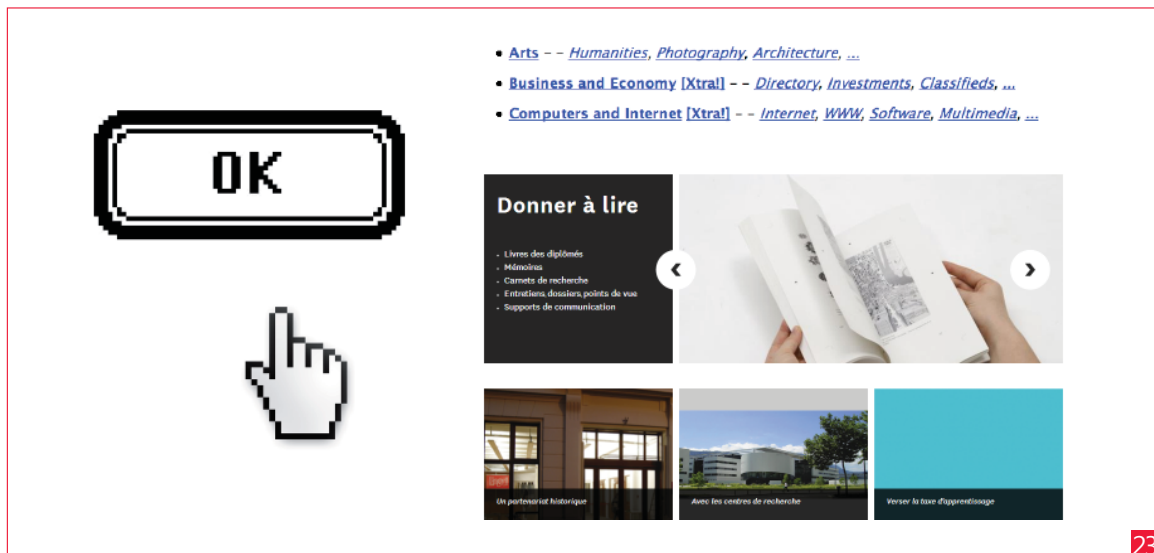 OK
• Arts – – Humanities, Photography, Architecture, ...
• Business and Economy [Xtra!] – – Directory, Investments, Classifieds, ...
• Computers and Internet [Xtra!] – – Internet, WWW, Software, Multimedia, ...
Donner à lire
• Livres des diplômés
• Mémoires
• Carnets de recherche
• Entretiens, dossiers, points de vue
• Supports de communication
Un partenariat historique
Avec les centres de recherche
Verser la taxe d'apprentissage
23